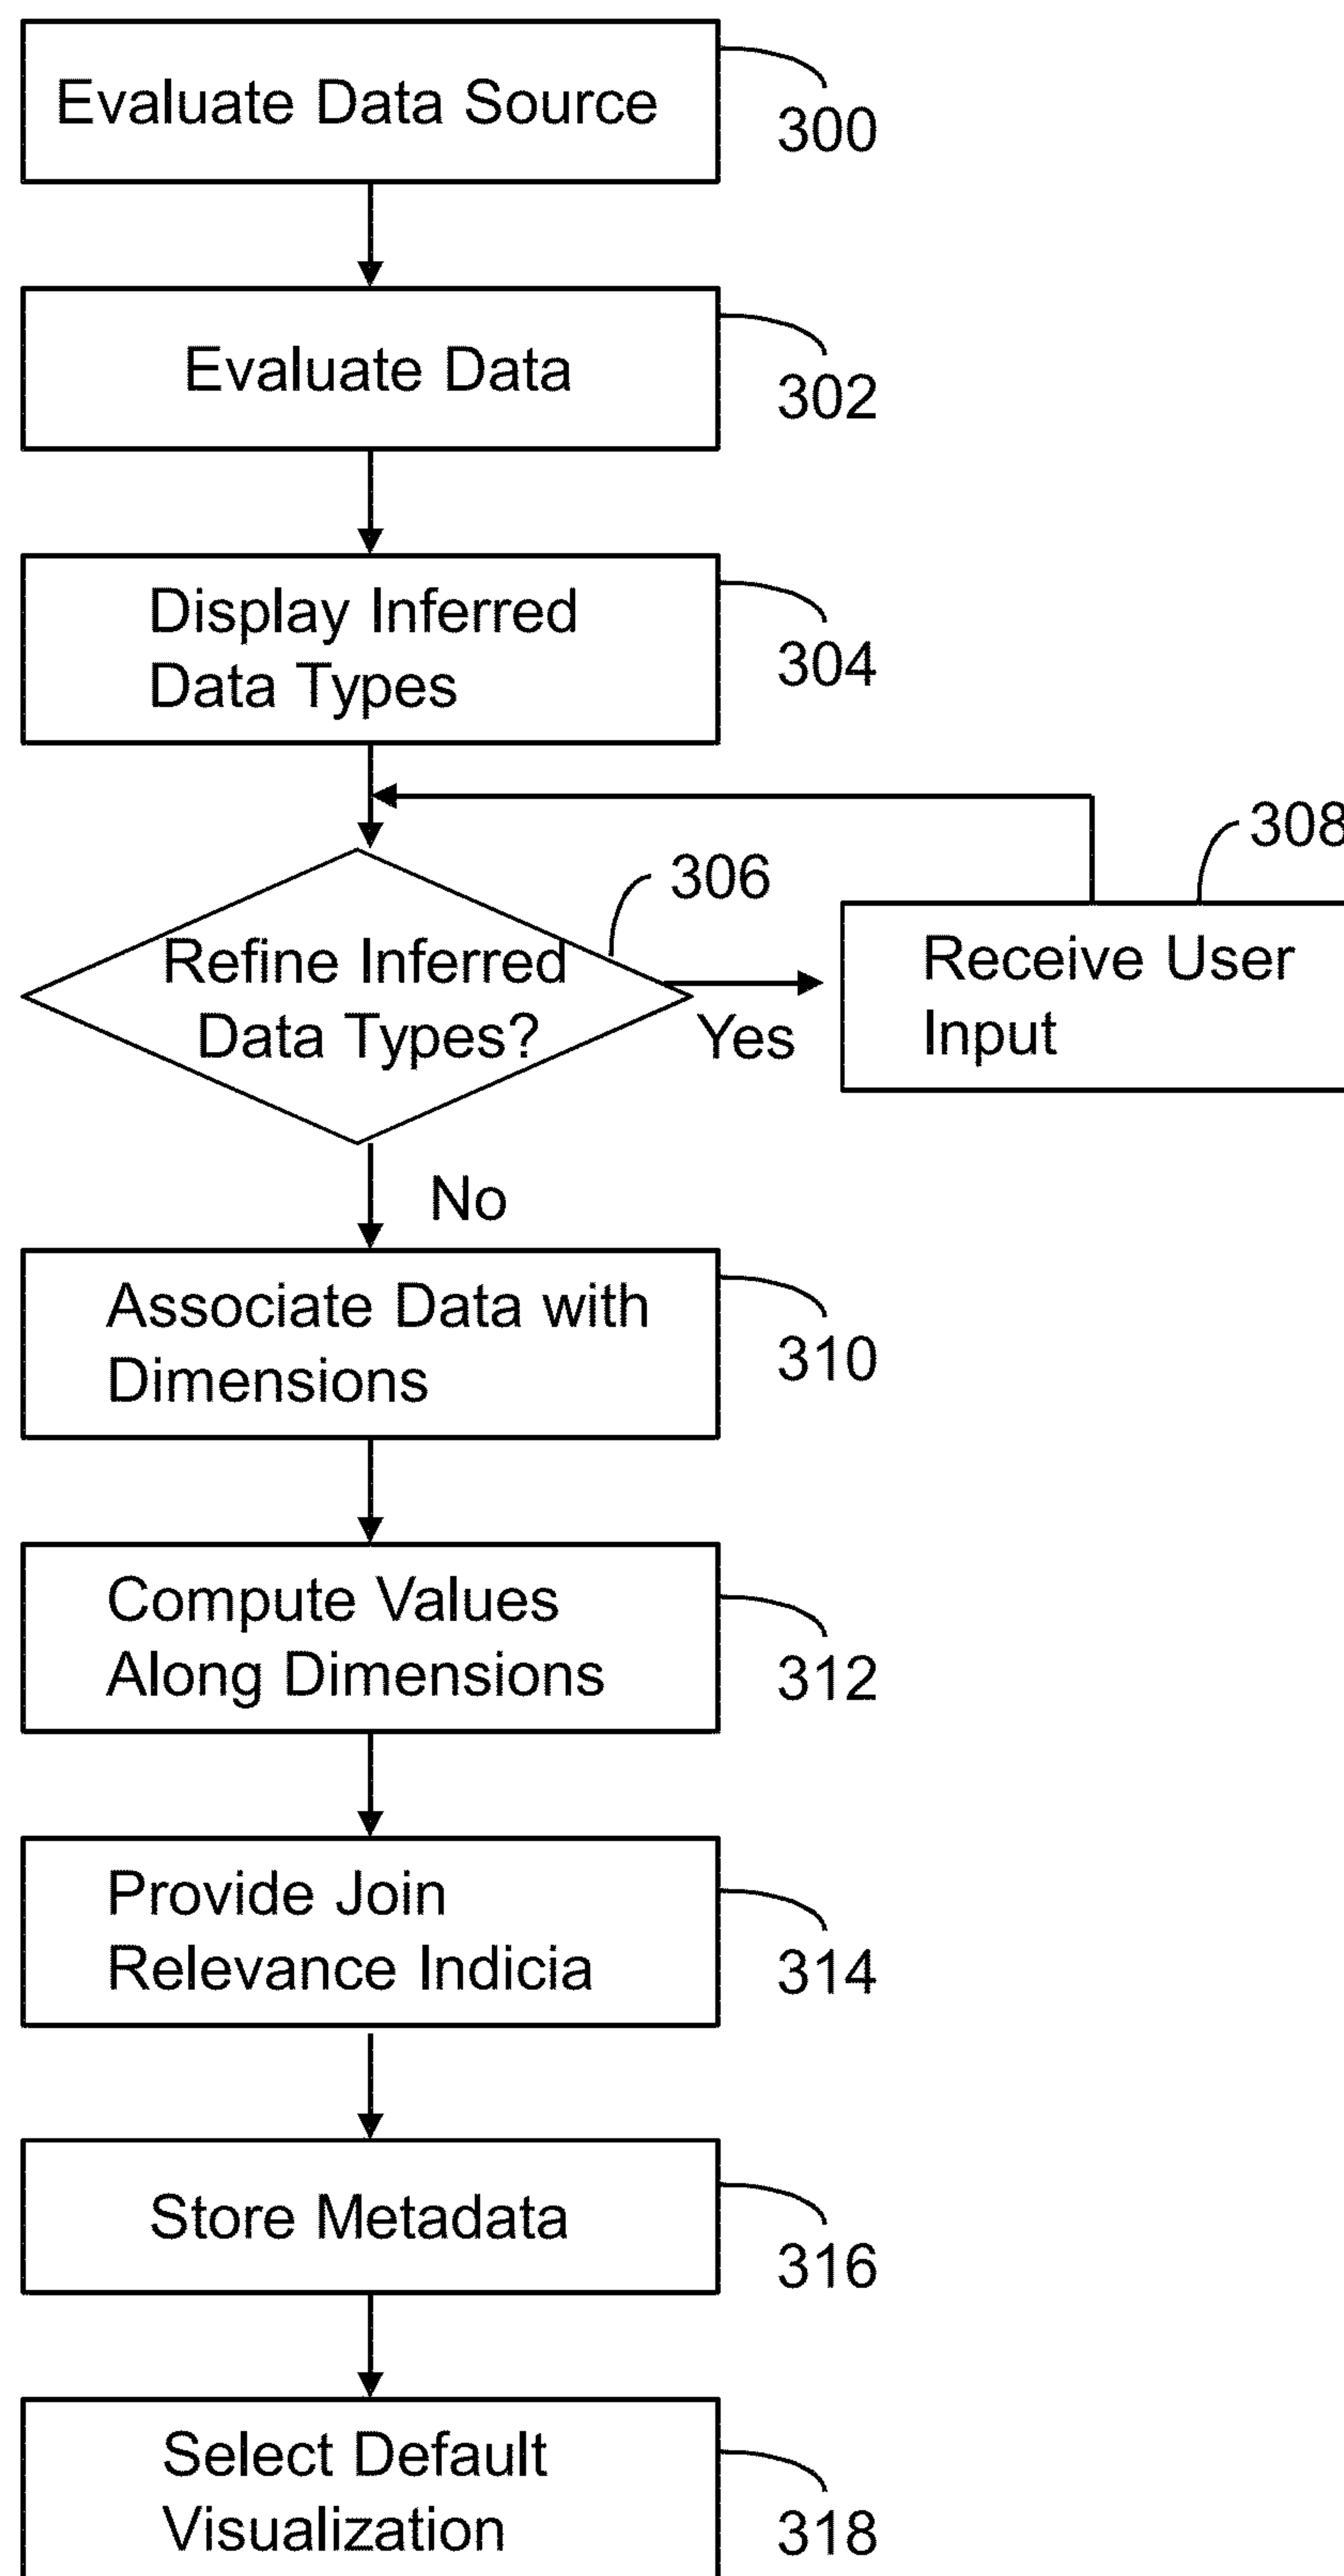 Evaluate Data Source
300
Evaluate Data
302
Display Inferred
Data Types
304
308
306
Refine Inferred
Data Types?
Yes
Receive User
Input
No
Associate Data with
Dimensions
310
Compute Values
Along Dimensions
312
Provide Join
Relevance Indicia
314
Store Metadata
316
Select Default
Visualization
318